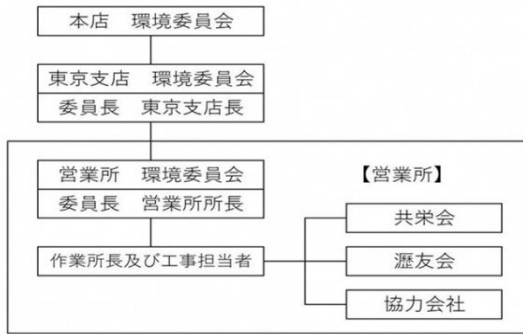 本店　環境委員会
東京支店　環境委員会
委員長　東京支店長
営業所　環境委員会
委員長　営業所所長
【営業所】
作業所長及び工事担当者
共栄会
瀝友会
協力会社